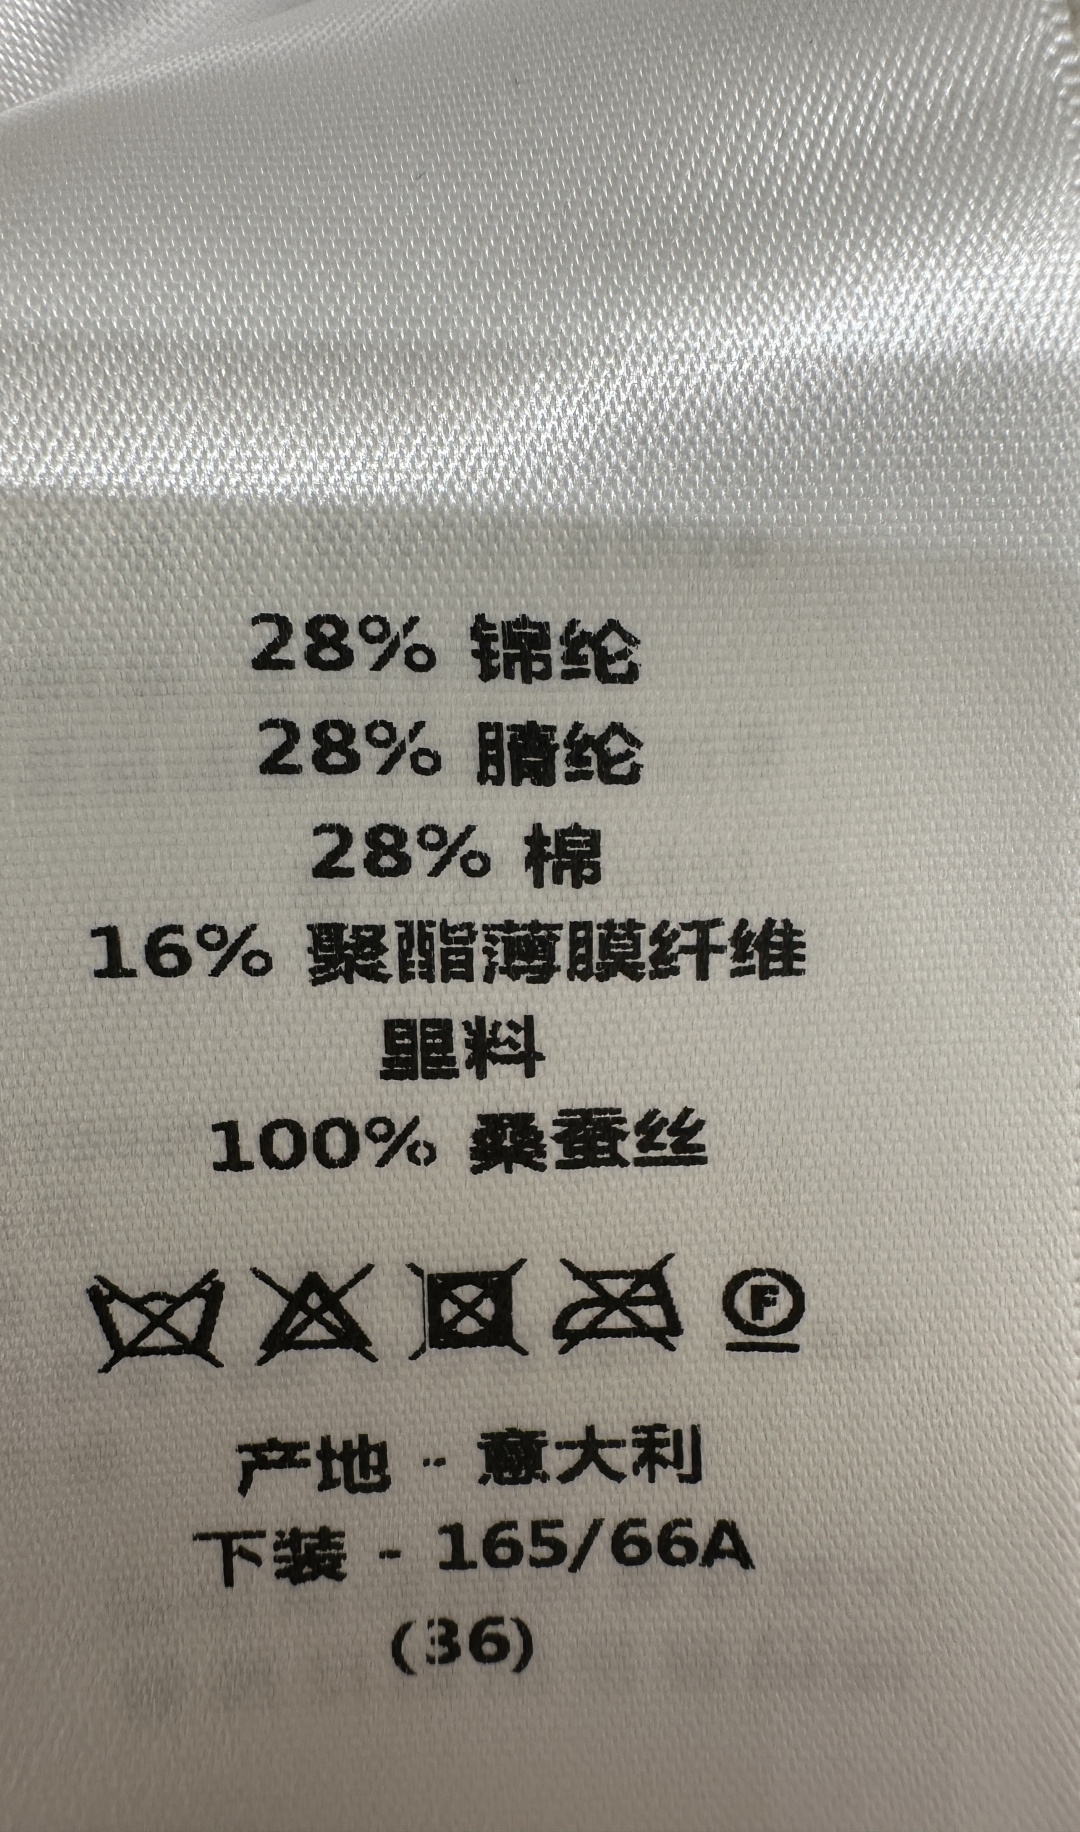 28% 锦纶
28% 腈纶
28% 棉
16% 聚酯薄膜纤维
里料
100% 桑蚕丝
F
产地 - 意大利
下装 - 165/66A
(36)